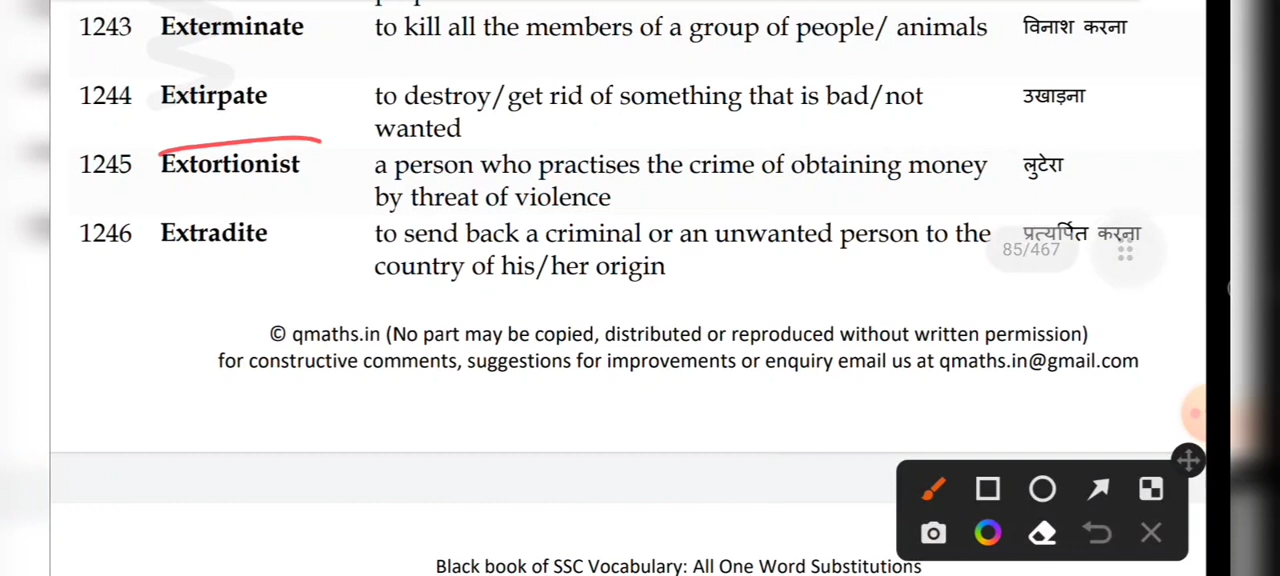 1243 Exterminate to kill all the members of a group of people/ animals विनाश करना
1244 Extirpate to destroy/get rid of something that is bad/not उखाड़ना
wanted
1245 Extortionist a person who practises the crime of obtaining money लुटेरा
by threat of violence
1246 Extradite to send back a criminal or an unwanted person to the प्रत्यर्पित करना
country of his/her origin
85/467
© qmaths.in (No part may be copied, distributed or reproduced without written permission)
for constructive comments, suggestions for improvements or enquiry email us at qmaths.in@gmail.com
Black book of SSC Vocabulary: All One Word Substitutions